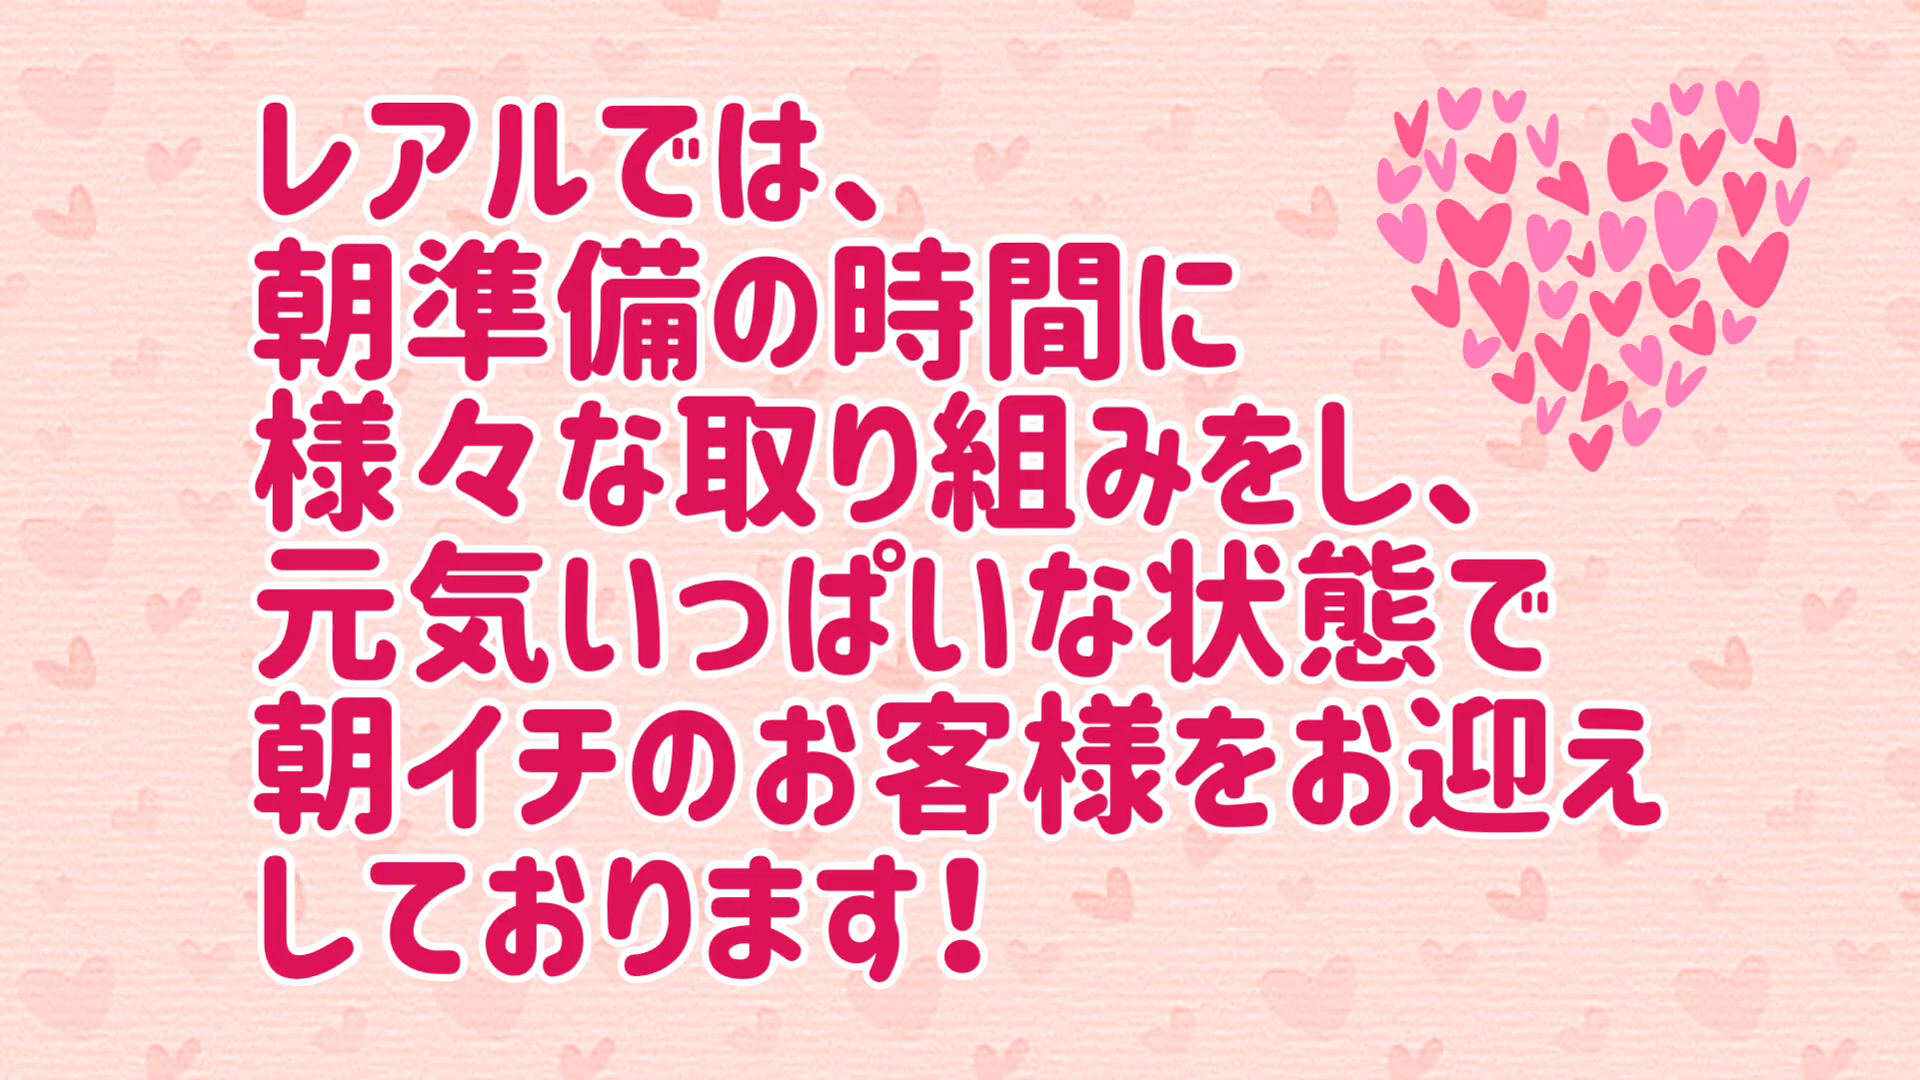 レアルでは、
朝準備の時間に
様々な取り組みをし、
元気いっぱいな状態で
朝イチのお客様をお迎え
しております！